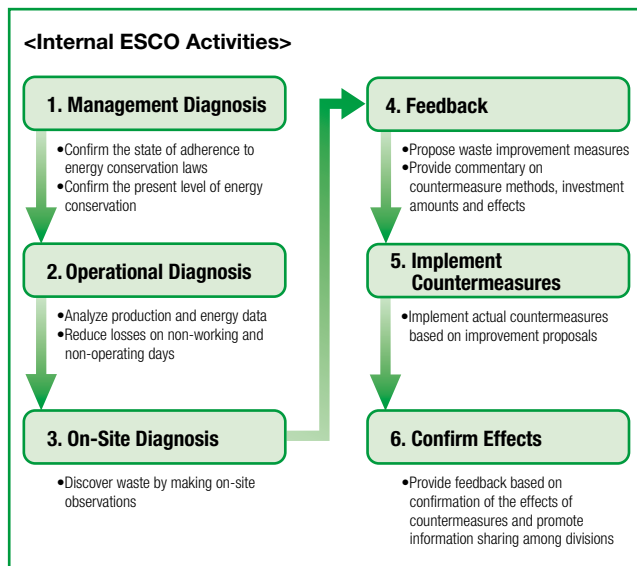 <Internal ESCO Activities>
1. Management Diagnosis
•Confirm the state of adherence to
energy conservation laws
•Confirm the present level of energy
conservation
2. Operational Diagnosis
•Analyze production and energy data
•Reduce losses on non-working and
non-operating days
3. On-Site Diagnosis
•Discover waste by making on-site
observations
4. Feedback
•Propose waste improvement measures
•Provide commentary on
countermeasure methods, investment
amounts and effects
5. Implement
Countermeasures
•Implement actual countermeasures
based on improvement proposals
6. Confirm Effects
•Provide feedback based on
confirmation of the effects of
countermeasures and promote
information sharing among divisions